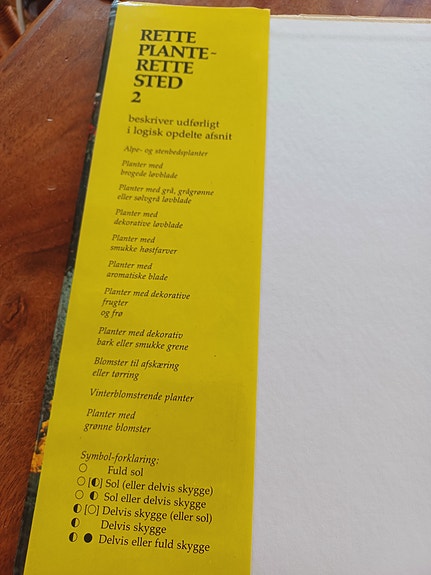 RETTE
PLANTE-
RETTE
STED
2
beskriver udførligt
i logisk opdelte afsnit
Alpe- og stenbedsplanter
Planter med
brogede løvblade
Planter med grå, grågrønne
eller sølvgrå løvblade
Planter med
dekorative løvblade
Planter med
smukke høstfarver
Planter med
aromatiske blade
Planter med dekorative
frugter
og frø
Planter med dekorativ
bark eller smukke grene
Blomster til afskæring
eller tørring
Vinterblomstrende planter
Planter med
grønne blomster
Symbol-forklaring:
○ Fuld sol
○ [◐] Sol (eller delvis skygge)
○ ◐ Sol eller delvis skygge
◐ [○] Delvis skygge (eller sol)
◐ Delvis skygge
◐ ● Delvis eller fuld skygge